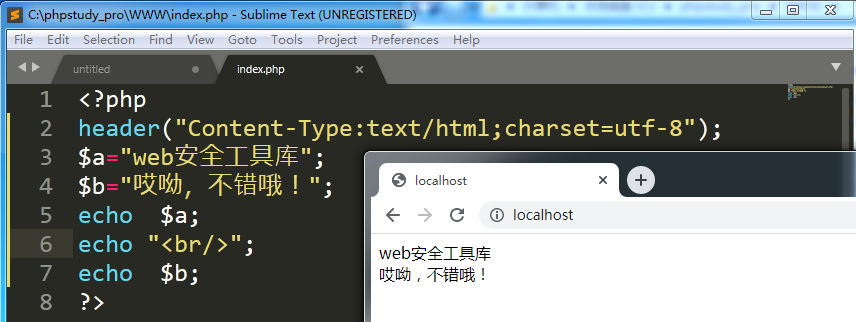 C:\phpstudy_pro\WWW\index.php - Sublime Text (UNREGISTERED)
File Edit Selection Find View Goto Tools Project Preferences Help
untitled
index.php
1 <?php
2 header("Content-Type:text/html;charset=utf-8");
3 $a="web安全工具库";
4 $b="哎呦，不错哦！";
5 echo  $a;
6 echo "<br/>";
7 echo  $b;
8 ?>
localhost
localhost
web安全工具库
哎呦，不错哦！